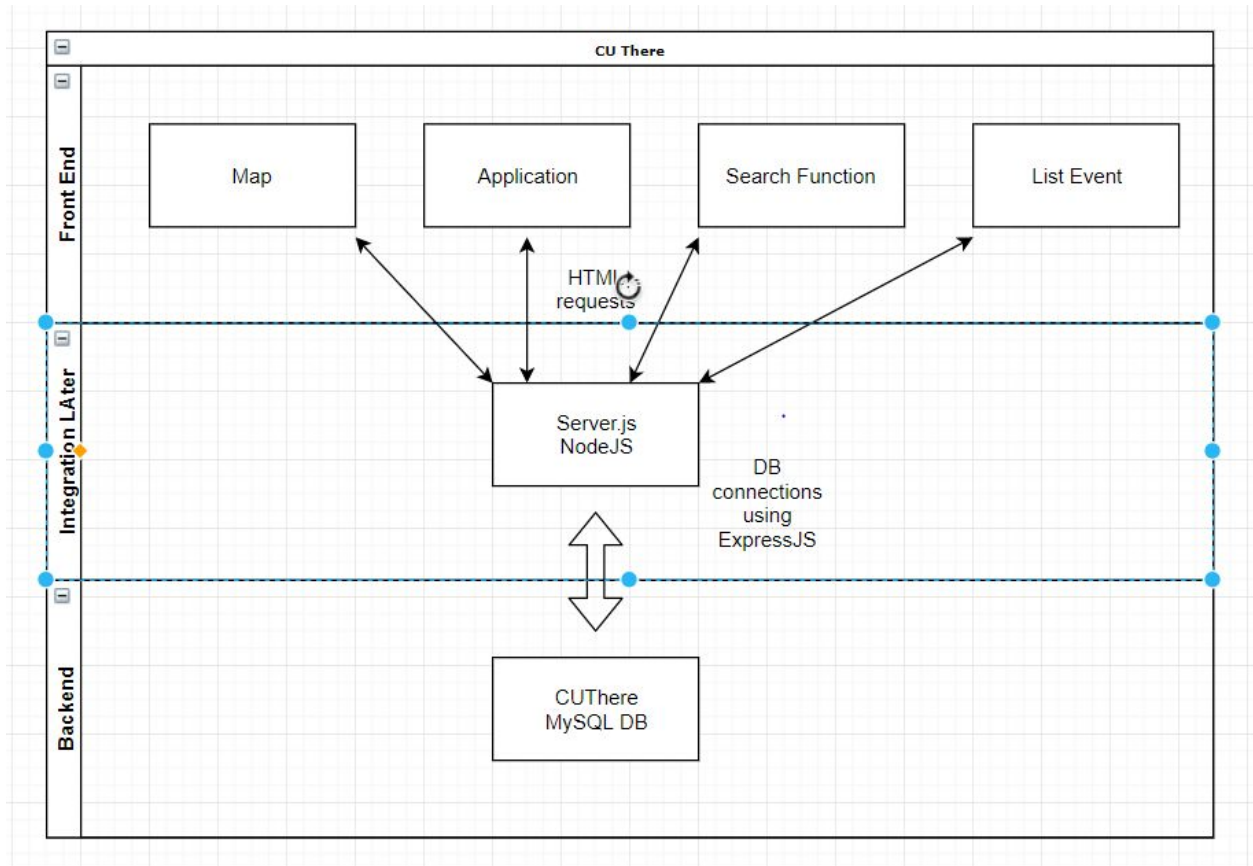 CU There
Front End
Map
Application
Search Function
List Event
HTML
requests
Integration LAter
Server.js
NodeJS
DB
connections
using
ExpressJS
Backend
CUThere
MySQL DB